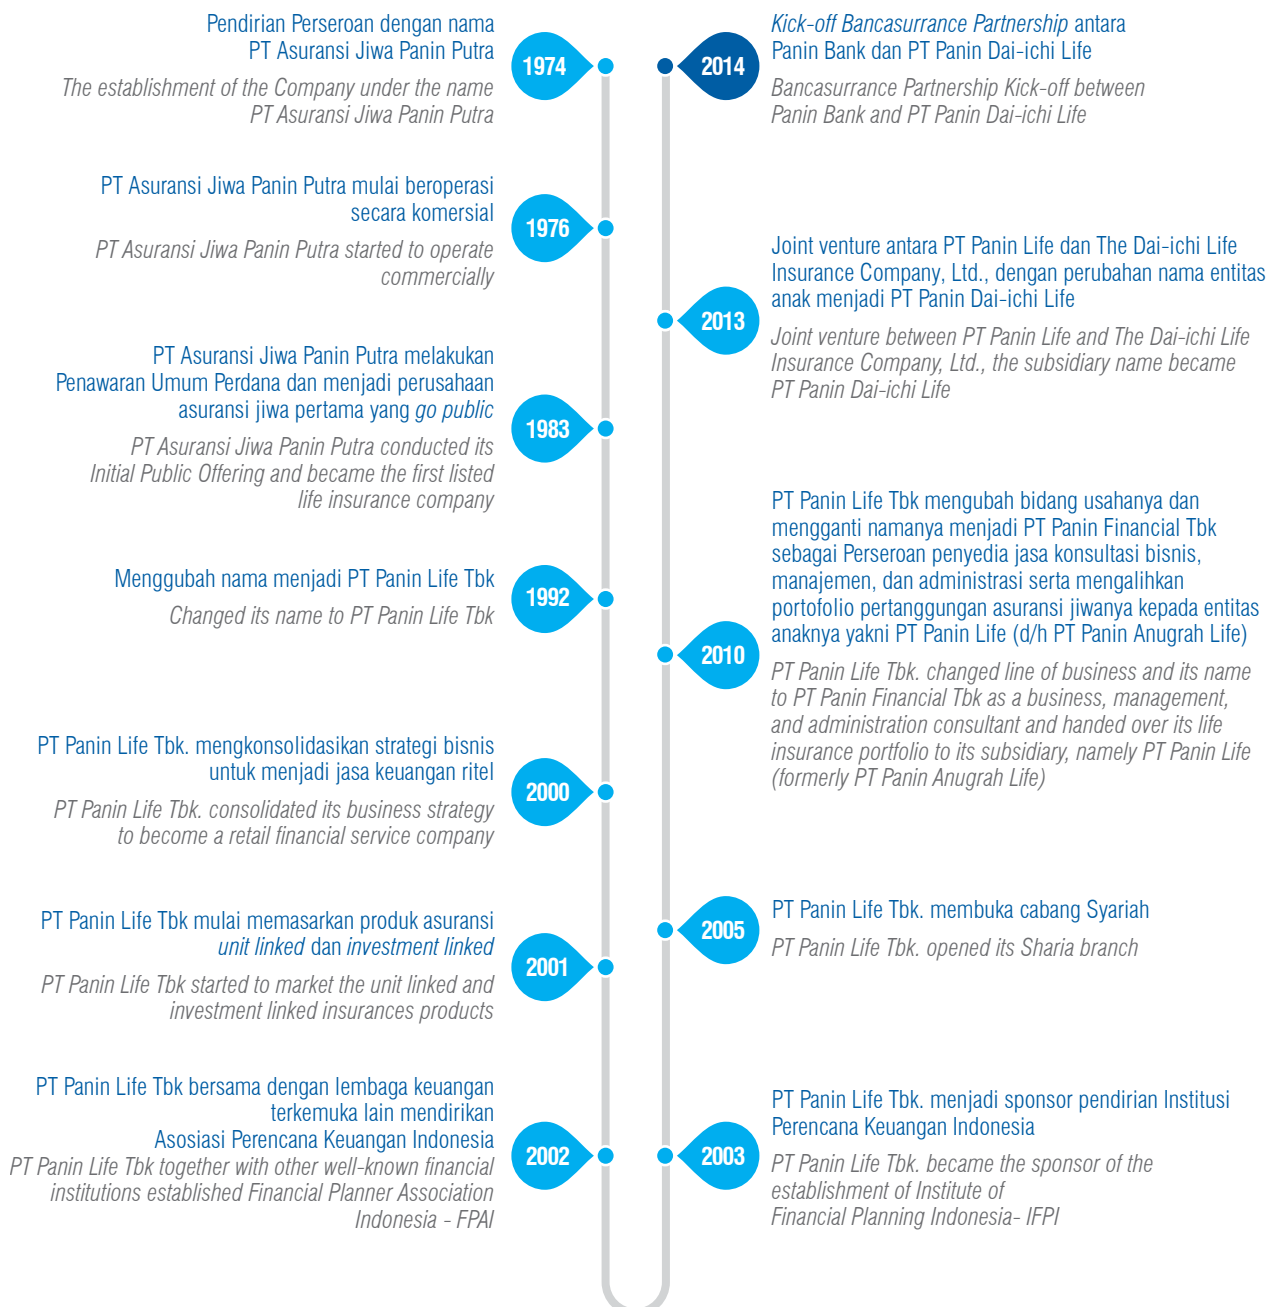 Pendirian Perseroan dengan nama
PT Asuransi Jiwa Panin Putra
The establishment of the Company under the name
PT Asuransi Jiwa Panin Putra
1974
PT Asuransi Jiwa Panin Putra mulai beroperasi
secara komersial
PT Asuransi Jiwa Panin Putra started to operate
commercially
1976
PT Asuransi Jiwa Panin Putra melakukan
Penawaran Umum Perdana dan menjadi perusahaan
asuransi jiwa pertama yang go public
PT Asuransi Jiwa Panin Putra conducted its
Initial Public Offering and became the first listed
life insurance company
1983
Menggubah nama menjadi PT Panin Life Tbk
Changed its name to PT Panin Life Tbk
1992
PT Panin Life Tbk. mengkonsolidasikan strategi bisnis
untuk menjadi jasa keuangan ritel
PT Panin Life Tbk. consolidated its business strategy
to become a retail financial service company
2000
PT Panin Life Tbk mulai memasarkan produk asuransi
unit linked dan investment linked
PT Panin Life Tbk started to market the unit linked and
investment linked insurances products
2001
PT Panin Life Tbk bersama dengan lembaga keuangan
terkemuka lain mendirikan
Asosiasi Perencana Keuangan Indonesia
PT Panin Life Tbk together with other well-known financial
institutions established Financial Planner Association
Indonesia - FPAI
2002
2014
Kick-off Bancasurrance Partnership antara
Panin Bank dan PT Panin Dai-ichi Life
Bancasurrance Partnership Kick-off between
Panin Bank and PT Panin Dai-ichi Life
2013
Joint venture antara PT Panin Life dan The Dai-ichi Life
Insurance Company, Ltd., dengan perubahan nama entitas
anak menjadi PT Panin Dai-ichi Life
Joint venture between PT Panin Life and The Dai-ichi Life
Insurance Company, Ltd., the subsidiary name became
PT Panin Dai-ichi Life
2010
PT Panin Life Tbk mengubah bidang usahanya dan
mengganti namanya menjadi PT Panin Financial Tbk
sebagai Perseroan penyedia jasa konsultasi bisnis,
manajemen, dan administrasi serta mengalihkan
portofolio pertanggungan asuransi jiwanya kepada entitas
anaknya yakni PT Panin Life (d/h PT Panin Anugrah Life)
PT Panin Life Tbk. changed line of business and its name
to PT Panin Financial Tbk as a business, management,
and administration consultant and handed over its life
insurance portfolio to its subsidiary, namely PT Panin Life
(formerly PT Panin Anugrah Life)
2005
PT Panin Life Tbk. membuka cabang Syariah
PT Panin Life Tbk. opened its Sharia branch
2003
PT Panin Life Tbk. menjadi sponsor pendirian Institusi
Perencana Keuangan Indonesia
PT Panin Life Tbk. became the sponsor of the
establishment of Institute of
Financial Planning Indonesia- IFPI